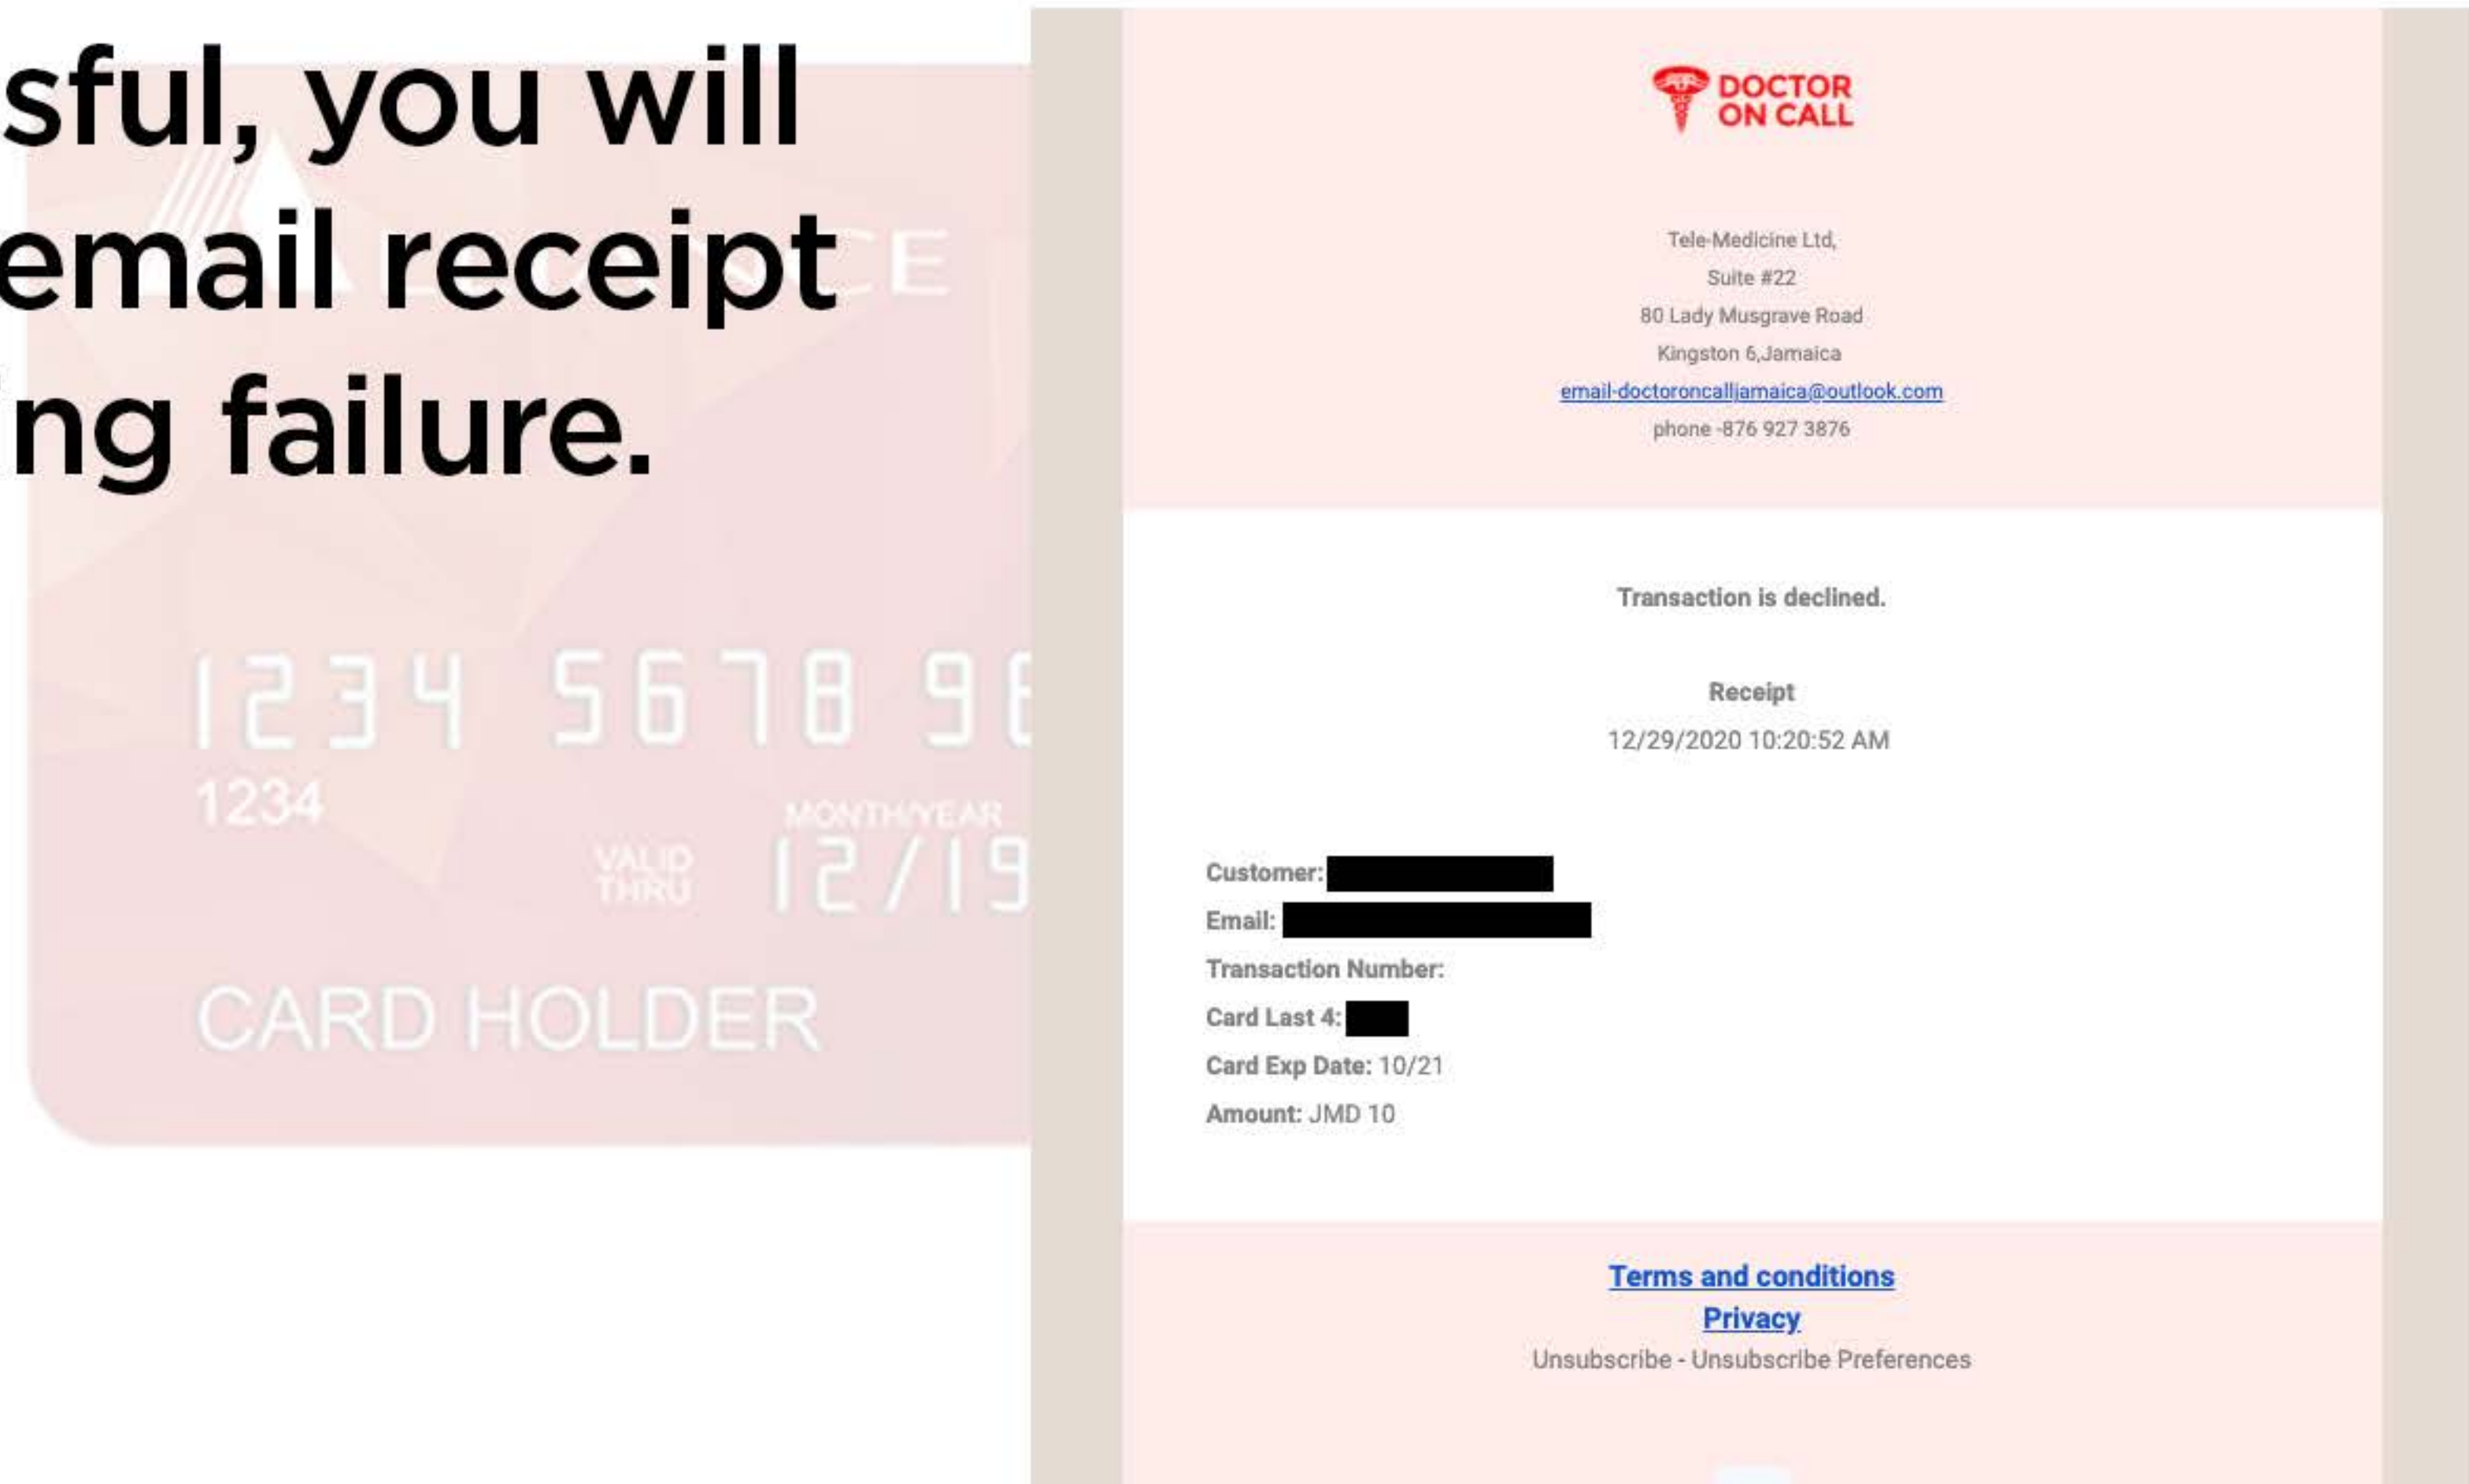 sful, you will
email receipt
ng failure.
CE
1234 5678 9
1234
MONTH/YEAR
VALID
THRU
12/19
CARD HOLDER
DOCTOR
ON CALL
Tele-Medicine Ltd,
Suite #22
80 Lady Musgrave Road
Kingston 6,Jamaica
email-doctoroncalljamaica@outlook.com
phone -876 927 3876
Transaction is declined.
Receipt
12/29/2020 10:20:52 AM
Customer:
Email:
Transaction Number:
Card Last 4:
Card Exp Date: 10/21
Amount: JMD 10
Terms and conditions
Privacy
Unsubscribe - Unsubscribe Preferences